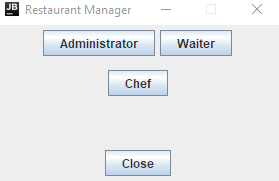 JB Restaurant Manager
Administrator Waiter
Chef
Close